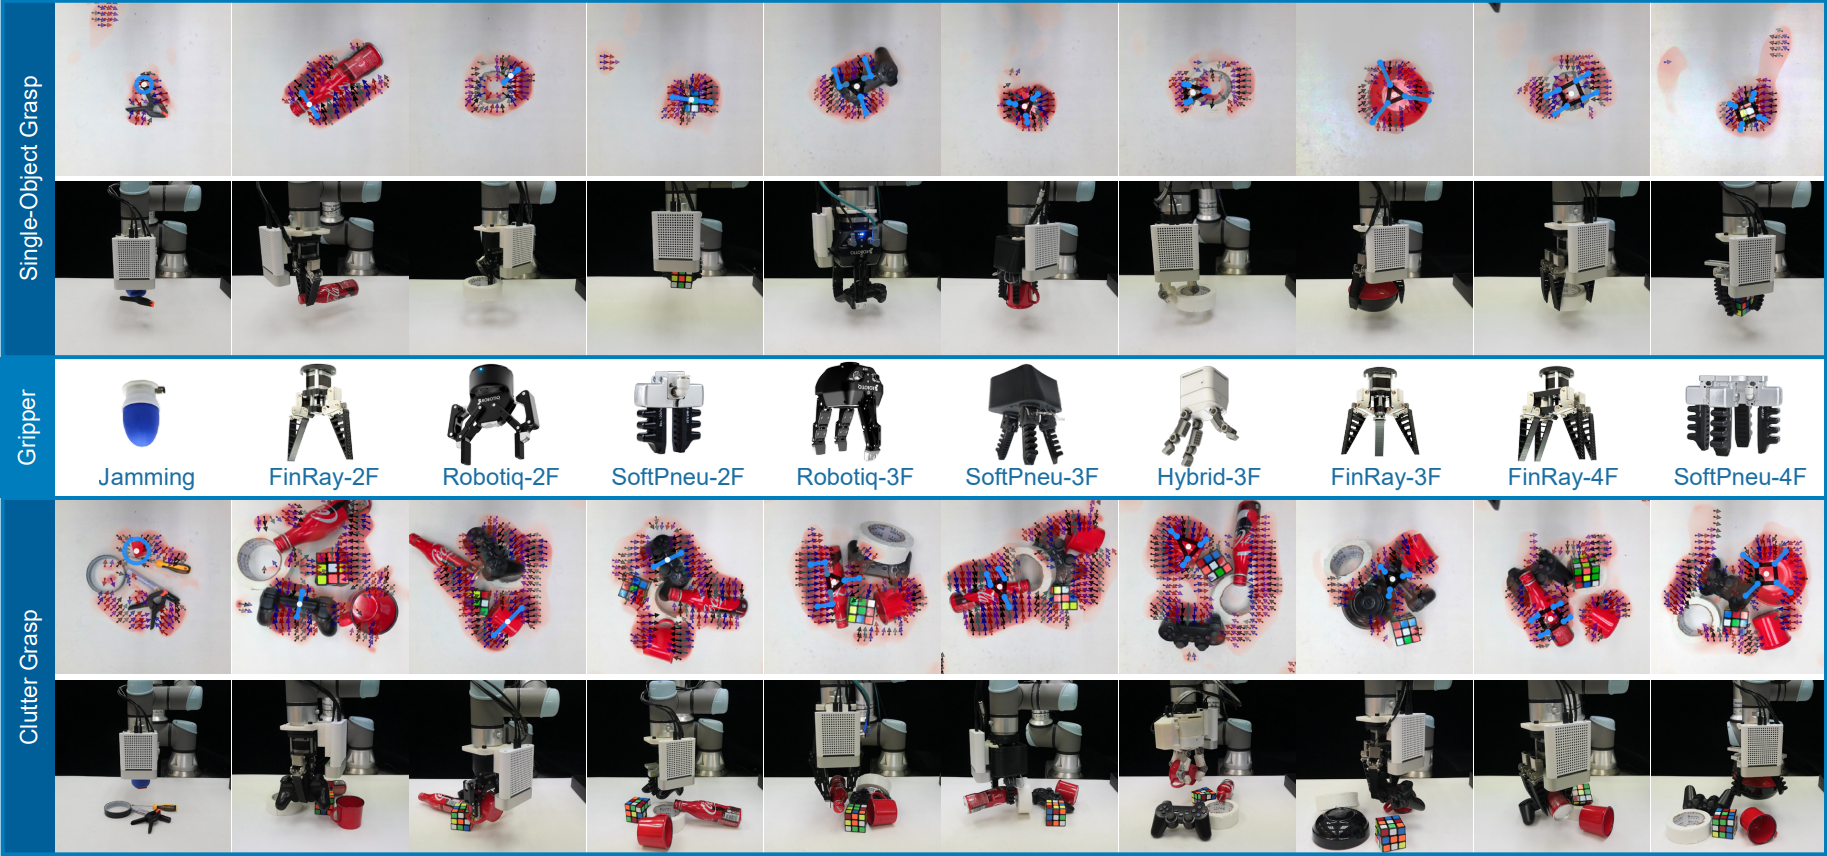 Single-Object Grasp
Gripper
Jamming
FinRay-2F
Robotiq-2F
SoftPneu-2F
Robotiq-3F
SoftPneu-3F
Hybrid-3F
FinRay-3F
FinRay-4F
SoftPneu-4F
Clutter Grasp